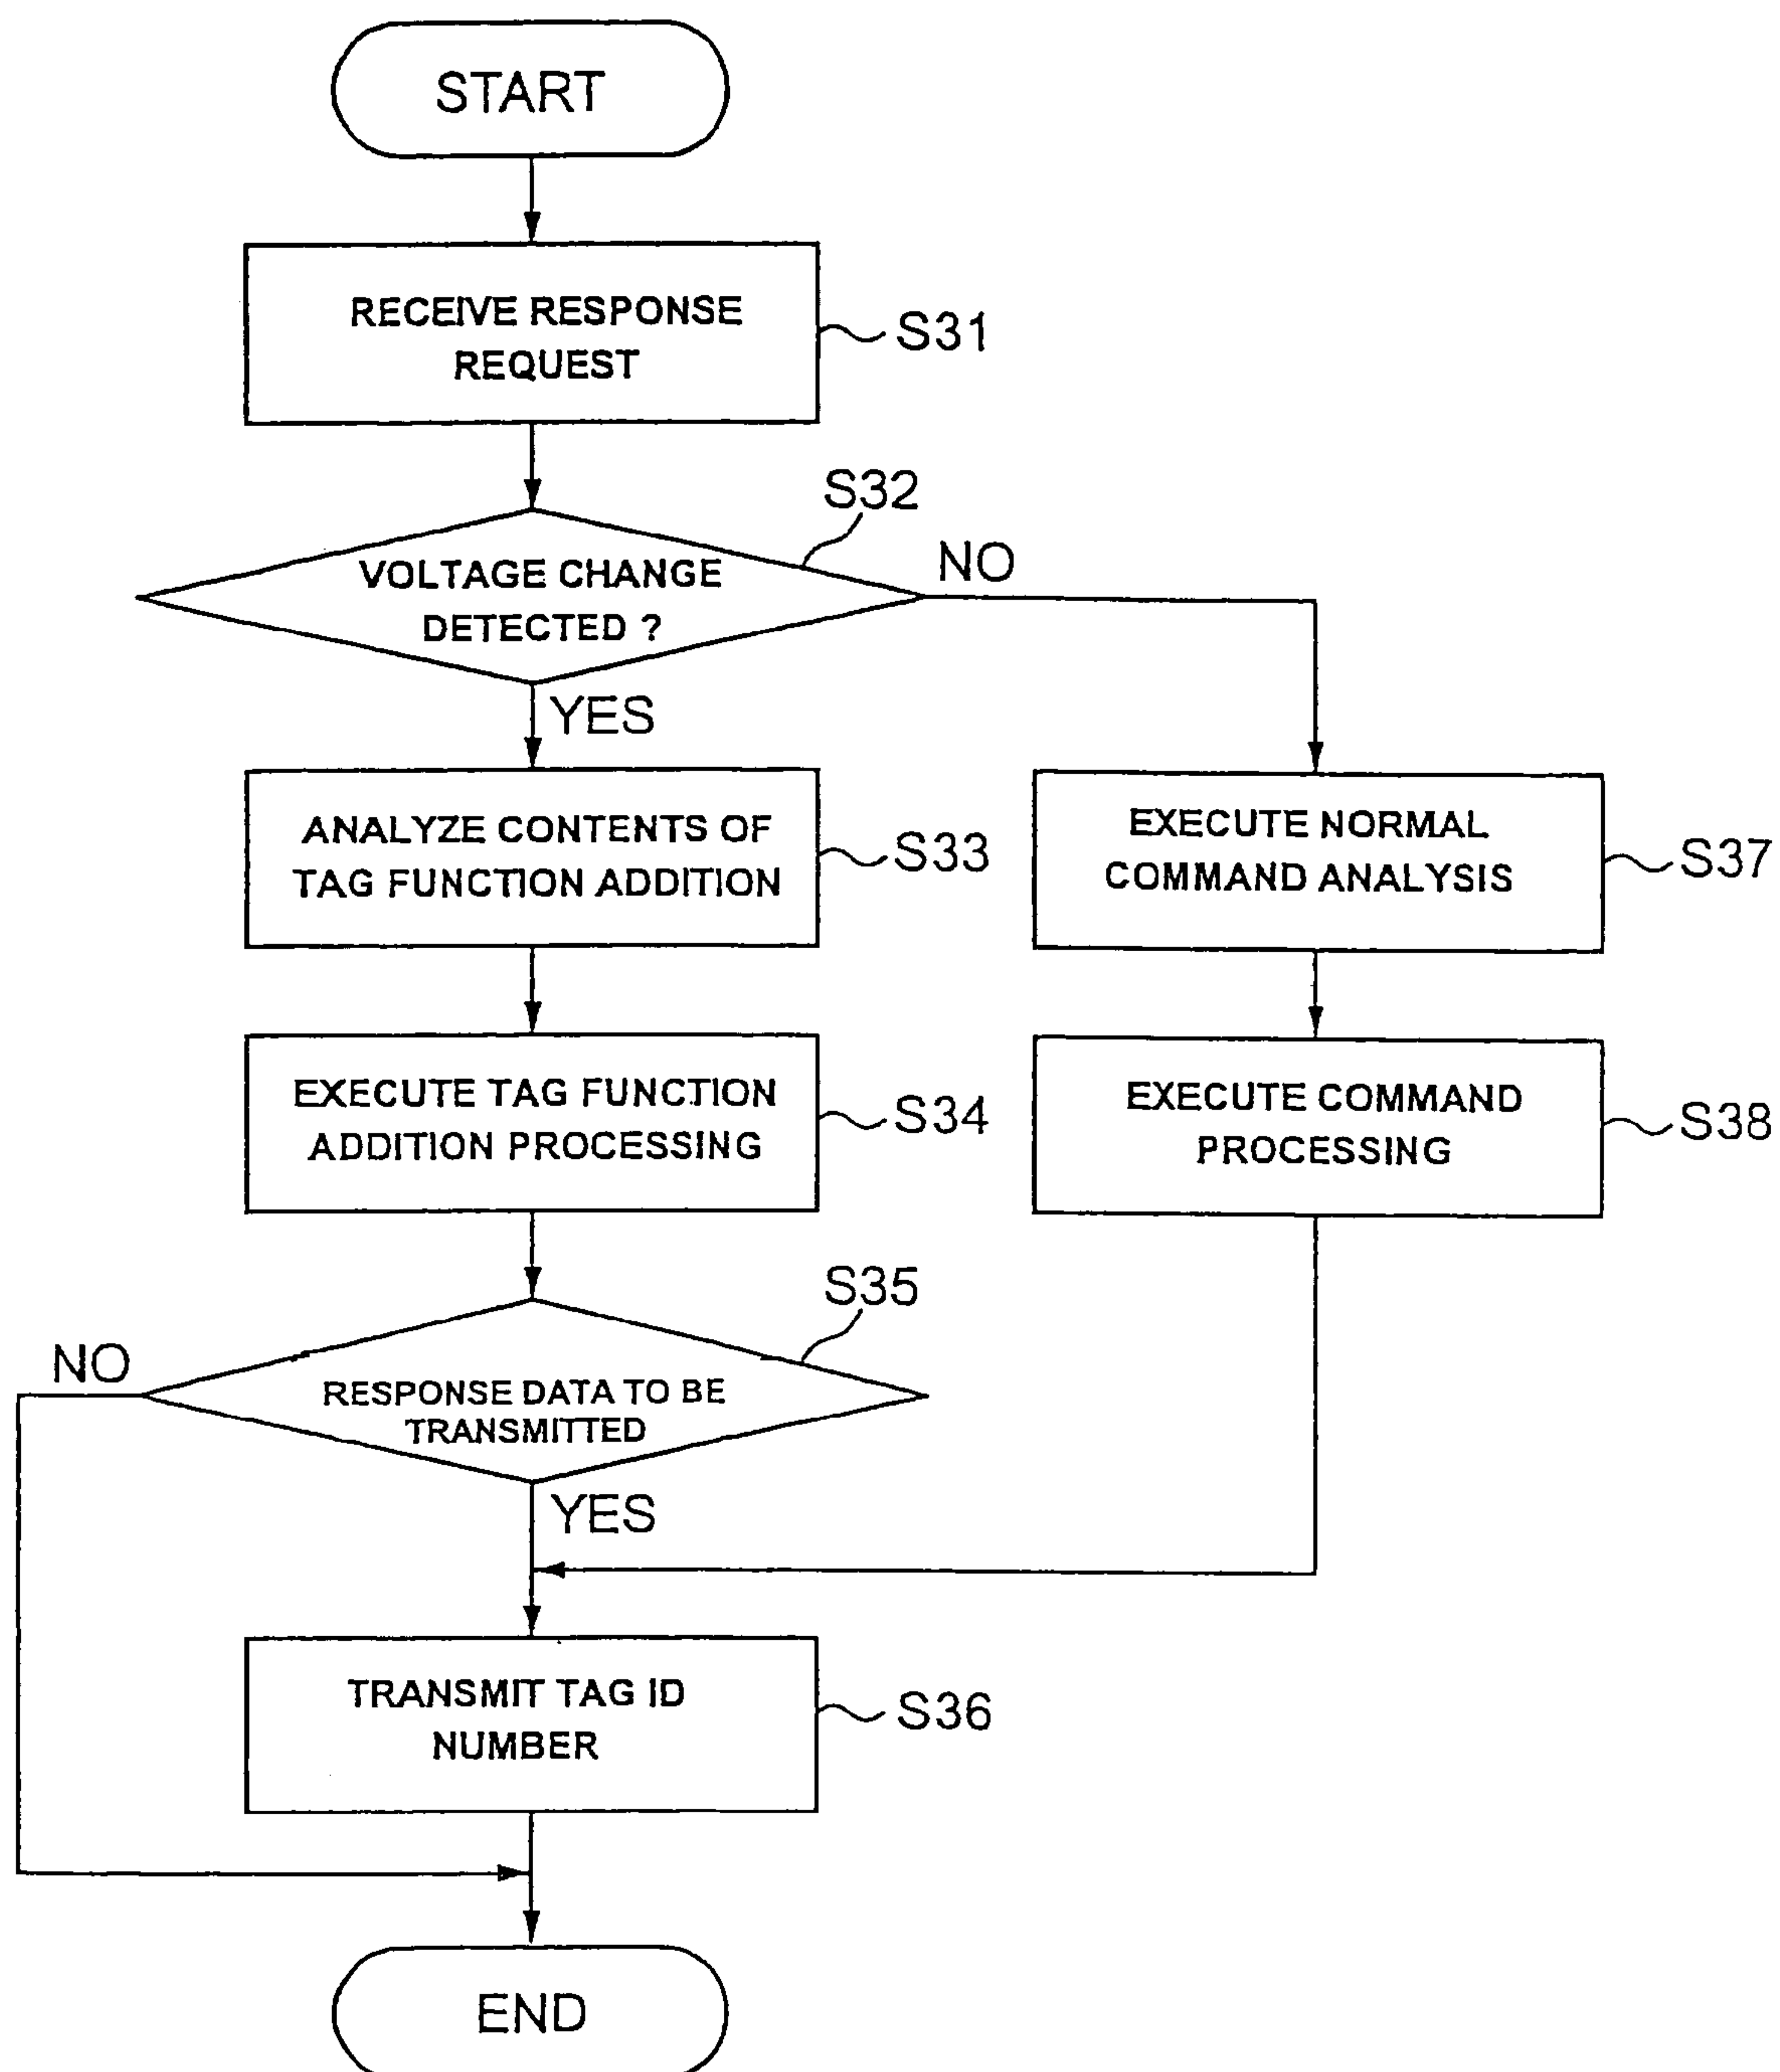 START
RECEIVE RESPONSE
REQUEST
S31
S32
VOLTAGE CHANGE
DETECTED ?
NO
YES
ANALYZE CONTENTS OF
TAG FUNCTION ADDITION
S33
EXECUTE NORMAL
COMMAND ANALYSIS
S37
EXECUTE TAG FUNCTION
ADDITION PROCESSING
S34
EXECUTE COMMAND
PROCESSING
S38
S35
NO
RESPONSE DATA TO BE
TRANSMITTED
YES
TRANSMIT TAG ID
NUMBER
S36
END